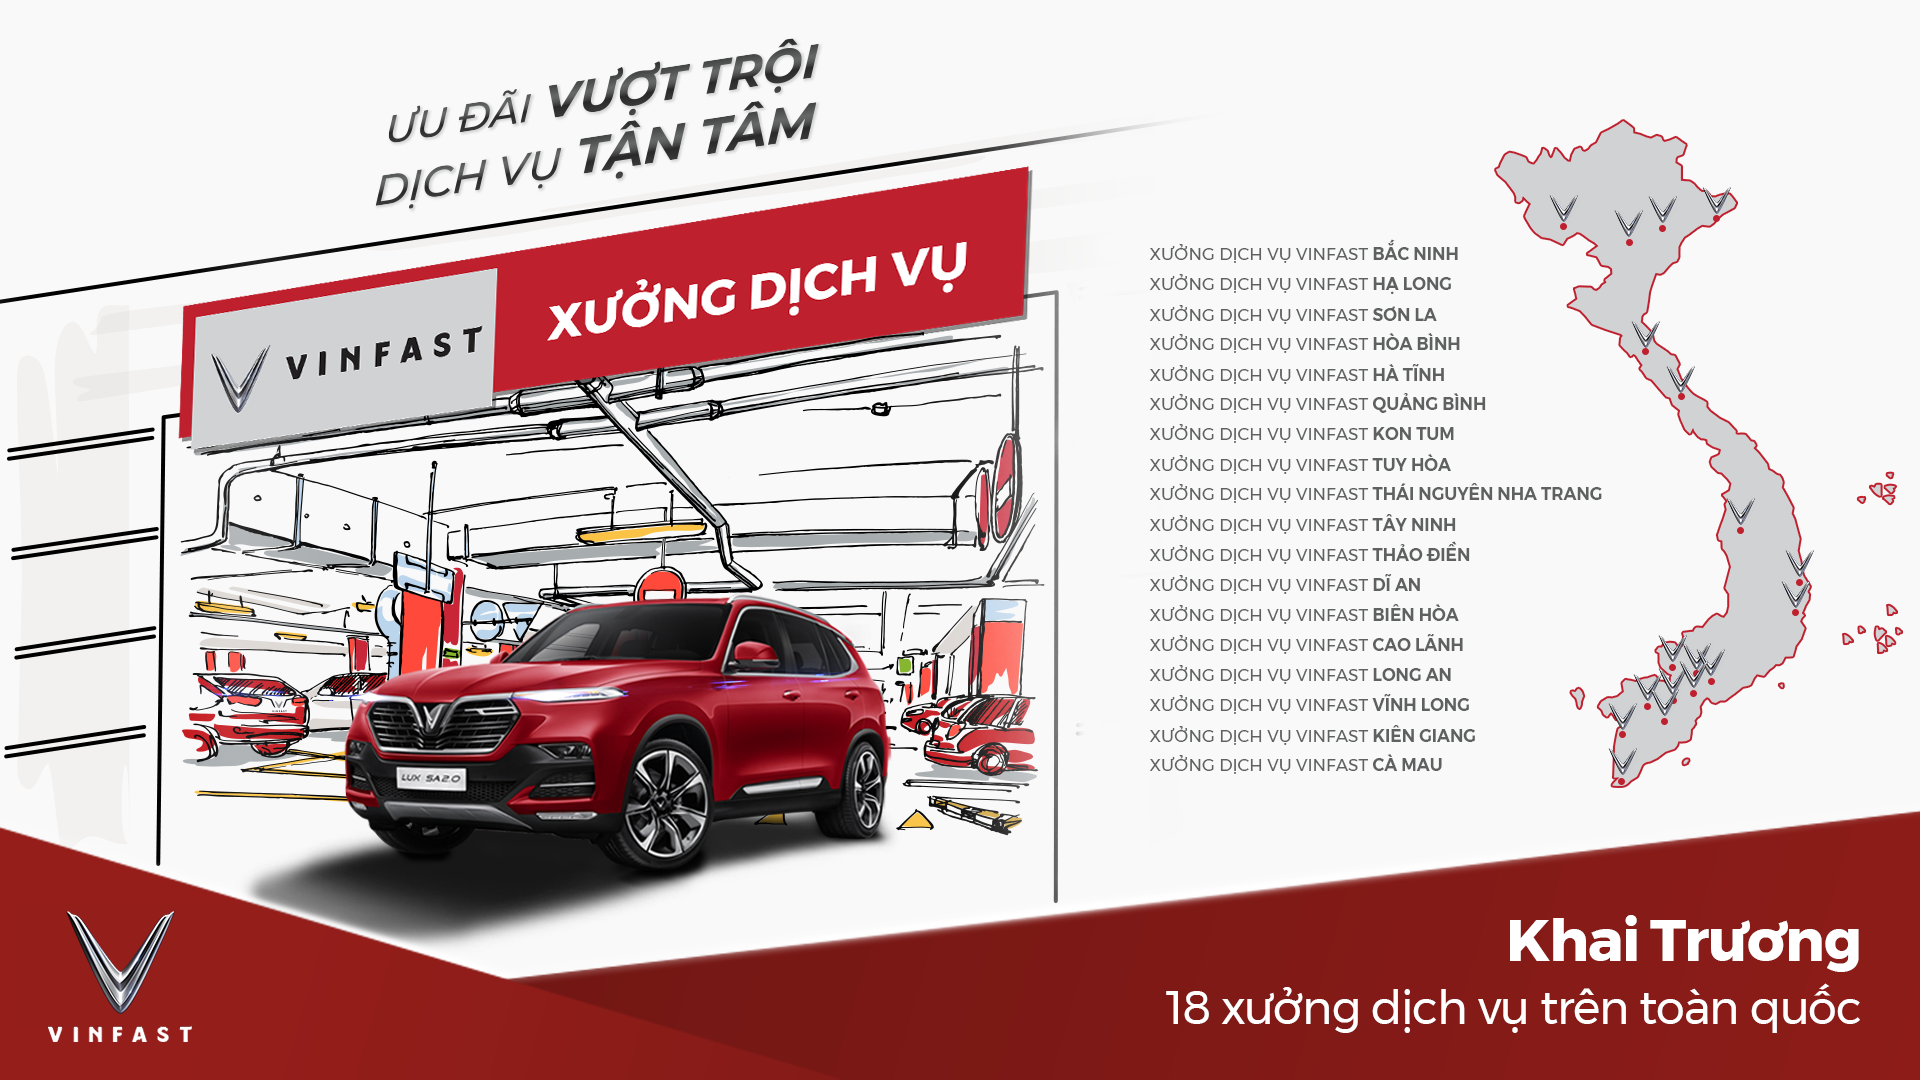 ƯU ĐÃI VƯỢT TRỘI
DỊCH VỤ TẬN TÂM
VINFAST
XƯỞNG DỊCH VỤ
LUX SA2.0
XƯỞNG DỊCH VỤ VINFAST BẮC NINH
XƯỞNG DỊCH VỤ VINFAST HẠ LONG
XƯỞNG DỊCH VỤ VINFAST SƠN LA
XƯỞNG DỊCH VỤ VINFAST HÒA BÌNH
XƯỞNG DỊCH VỤ VINFAST HÀ TĨNH
XƯỞNG DỊCH VỤ VINFAST QUẢNG BÌNH
XƯỞNG DỊCH VỤ VINFAST KON TUM
XƯỞNG DỊCH VỤ VINFAST TUY HÒA
XƯỞNG DỊCH VỤ VINFAST THÁI NGUYÊN NHA TRANG
XƯỞNG DỊCH VỤ VINFAST TÂY NINH
XƯỞNG DỊCH VỤ VINFAST THẢO ĐIỀN
XƯỞNG DỊCH VỤ VINFAST DĨ AN
XƯỞNG DỊCH VỤ VINFAST BIÊN HÒA
XƯỞNG DỊCH VỤ VINFAST CAO LÃNH
XƯỞNG DỊCH VỤ VINFAST LONG AN
XƯỞNG DỊCH VỤ VINFAST VĨNH LONG
XƯỞNG DỊCH VỤ VINFAST KIÊN GIANG
XƯỞNG DỊCH VỤ VINFAST CÀ MAU
VINFAST
Khai Trương
18 xưởng dịch vụ trên toàn quốc